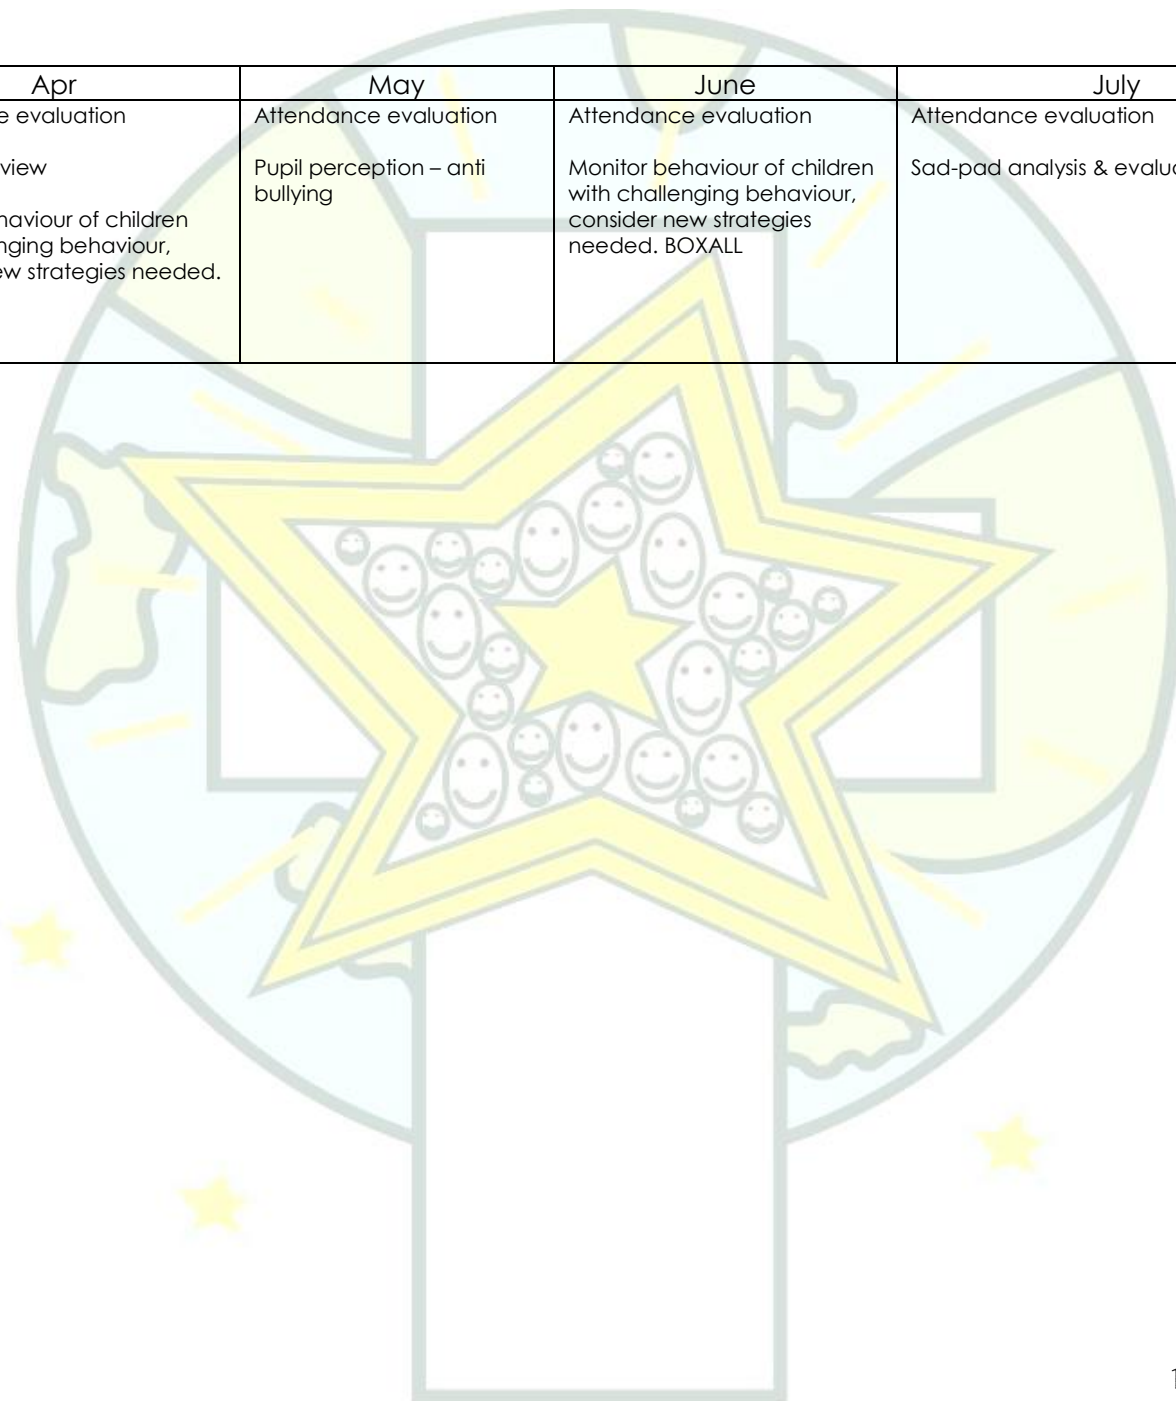 Apr May June July
e evaluation
view
haviour of children
nging behaviour,
ew strategies needed.
Attendance evaluation
Pupil perception – anti
bullying
Attendance evaluation
Monitor behaviour of children
with challenging behaviour,
consider new strategies
needed. BOXALL
Attendance evaluation
Sad-pad analysis & evalu
1